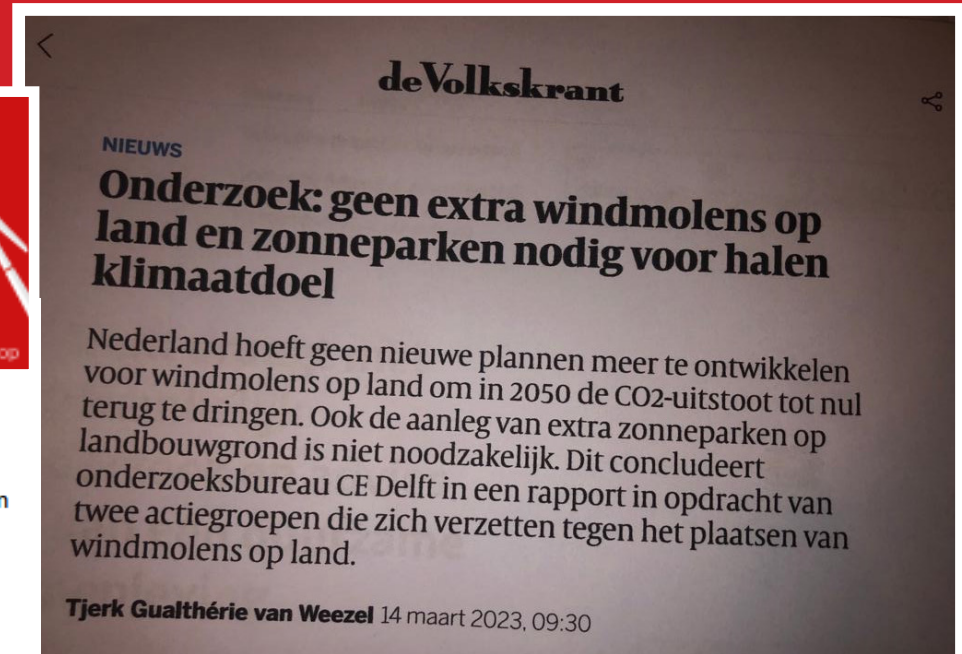 op
n
de Volkskrant
NIEUWS
Onderzoek: geen extra windmolens op
land en zonneparken nodig voor halen
klimaatdoel
Nederland hoeft geen nieuwe plannen meer te ontwikkelen
voor windmolens op land om in 2050 de CO2-uitstoot tot nul
terug te dringen. Ook de aanleg van extra zonneparken op
landbouwgrond is niet noodzakelijk. Dit concludeert
onderzoeksbureau CE Delft in een rapport in opdracht van
twee actiegroepen die zich verzetten tegen het plaatsen van
windmolens op land.
Tjerk Gualthérie van Weezel 14 maart 2023, 09:30